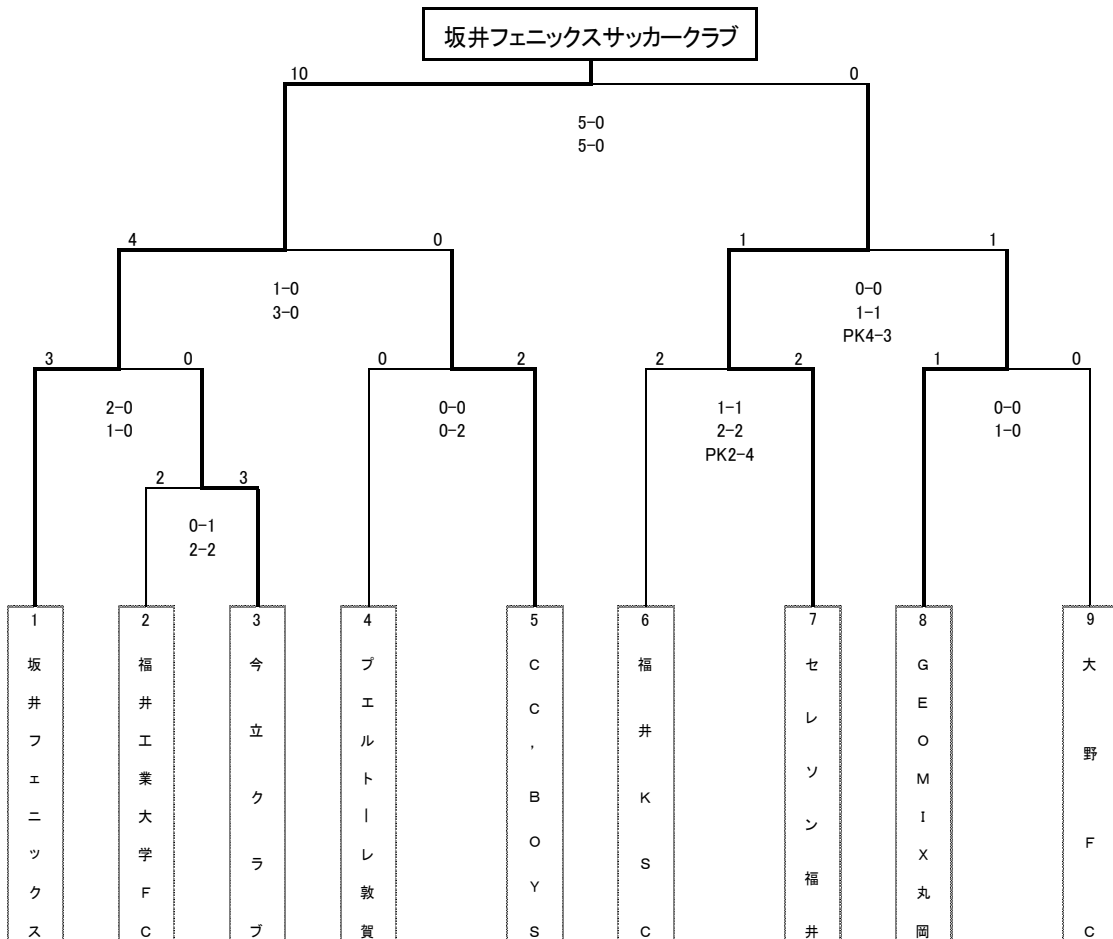 坂井フェニックスサッカークラブ
10 0
5-0
5-0
4 0 1 1
1-0 0-0
3-0 1-1
PK4-3
3 0 0 2 2 2 1 0
2-0 0-0 1-1 0-0
1-0 0-2 2-2 1-0
PK2-4
2 3
0-1
2-2
1 坂井フェニックス
2 福井工業大学FC
3 今立クラブ
4 プエルトーレ敦賀
5 CC,BOYS
6 福井KSC
7 セレソン福井
8 GEOMIX丸岡
9 大野FC